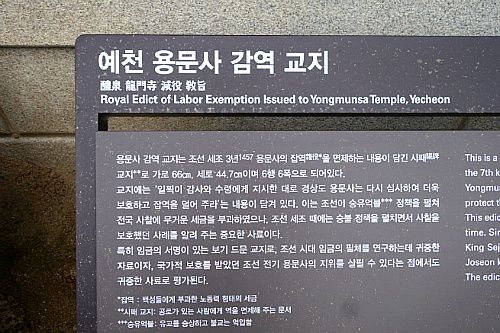 예천 용문사 감역 교지
醴泉 龍門寺 減役 敎旨
Royal Edict of Labor Exemption Issued to Yongmunsa Temple, Yecheon
용문사 감역 교지는 조선 세조 3년1457 용문사의 잡역雜役*을 면제하는 내용이 담긴 시패
교지**로 가로 66cm, 세로 44.7cm이며 6행 6폭으로 되어있다.
교지에는 '일찍이 감사와 수령에게 지시한 대로 경상도 용문사는 다시 심사하여 더욱
보호하고 잡역을 덜어 주라'는 내용이 담겨 있다. 이는 조선이 숭유억불*** 정책을 펼쳐
전국 사찰에 무거운 세금을 부과하였으나, 조선 세조 때에는 숭불 정책을 펼치면서 사찰을
보호했던 사례를 알려 주는 중요한 사료이다.
특히 임금의 서명이 있는 보기 드문 교지로, 조선 시대 임금의 필체를 연구하는데 귀중한
자료이자, 국가적 보호를 받았던 조선 전기 용문사의 지위를 살필 수 있다는 점에서도
귀중한 사료로 평가된다.
*잡역 : 백성들에게 부과한 노동력 형태의 세금
**사패 교지 : 공로가 있는 사람에게 역을 면제해 주는 문서
***숭유억불 : 유교를 숭상하고 불교는 억압함
This is a
the 7th k
Yongmu
protect th
This edic
time. Sin
King Sej
Joseon k
The edic